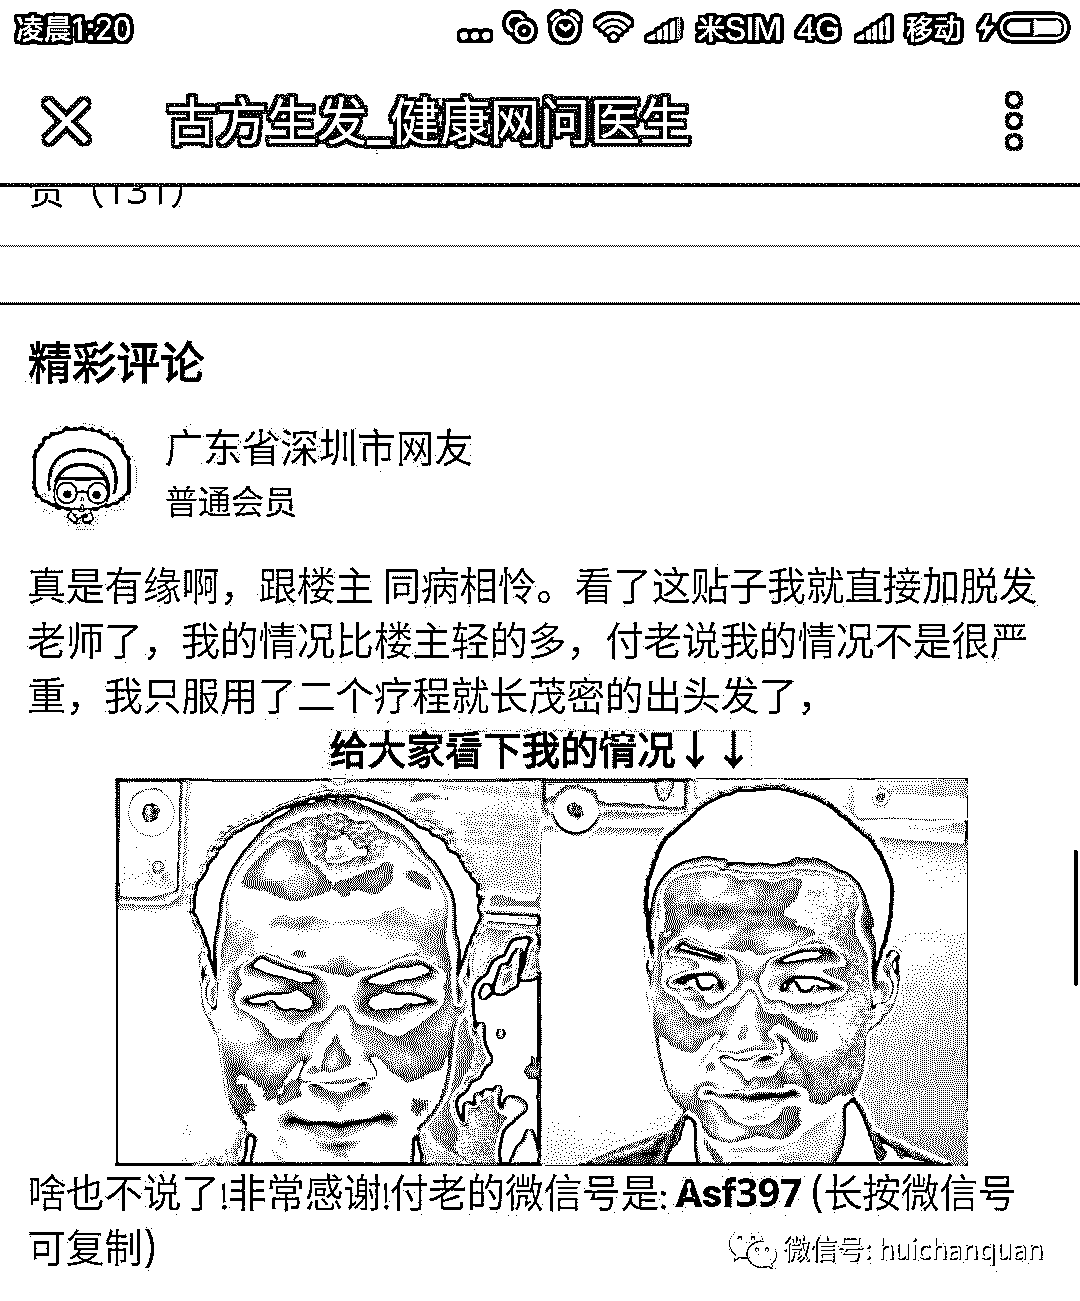 凌晨1:20 ... 米SIM 4G 移动
古方生发_健康网问医生
员（131）
精彩评论
广东省深圳市网友
普通会员
真是有缘啊，跟楼主 同病相怜。看了这贴子我就直接加脱发
老师了，我的情况比楼主轻的多，付老说我的情况不是很严
重，我只服用了二个疗程就长茂密的出头发了，
给大家看下我的情况↓↓
啥也不说了!非常感谢!付老的微信号是: Asf397 (长按微信号
可复制)
微信号: huichanquan